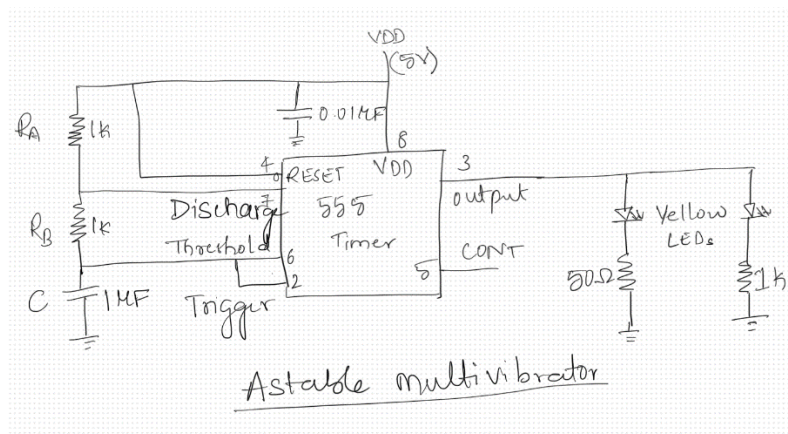 VDD
(5V)
0.01MF
RA
1K
8
4
RESET
VDD
3
7
Discharge
555
output
RB
1K
Threshold
Timer
6
CONT
5
Yellow
LEDs
C
1MF
2
Trigger
50Ω
1k
Astable multivibrator